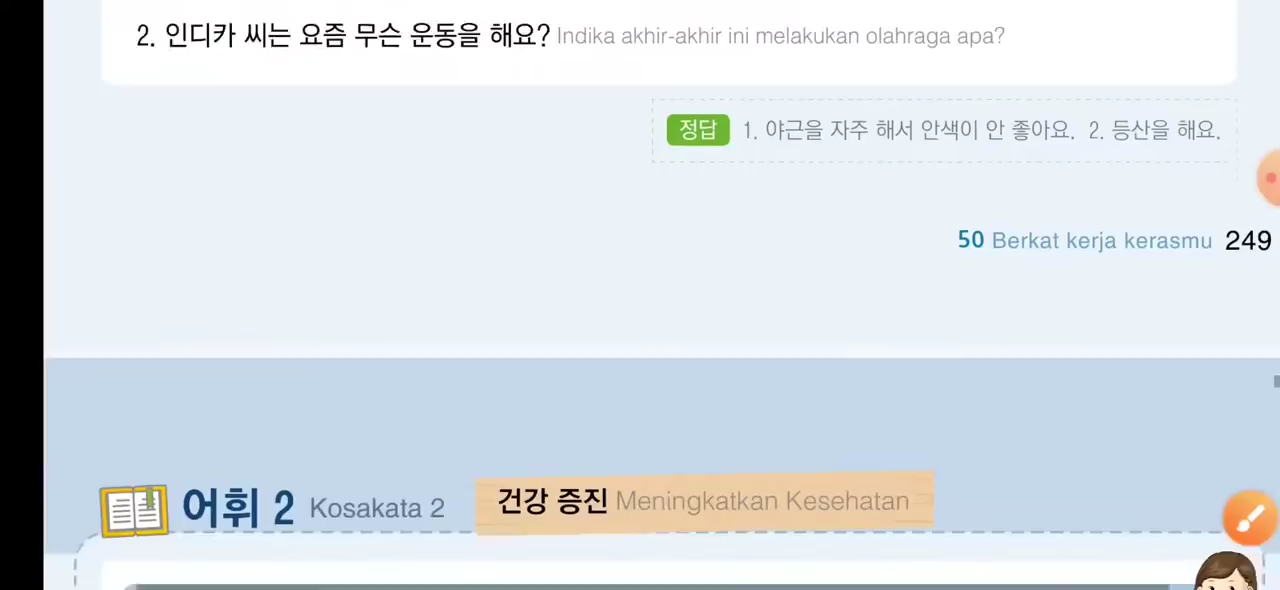 2. 인디카 씨는 요즘 무슨 운동을 해요? Indika akhir-akhir ini melakukan olahraga apa?
정답 1. 야근을 자주 해서 안색이 안 좋아요. 2. 등산을 해요.
50 Berkat kerja kerasmu 249
어휘 2 Kosakata 2 건강 증진 Meningkatkan Kesehatan